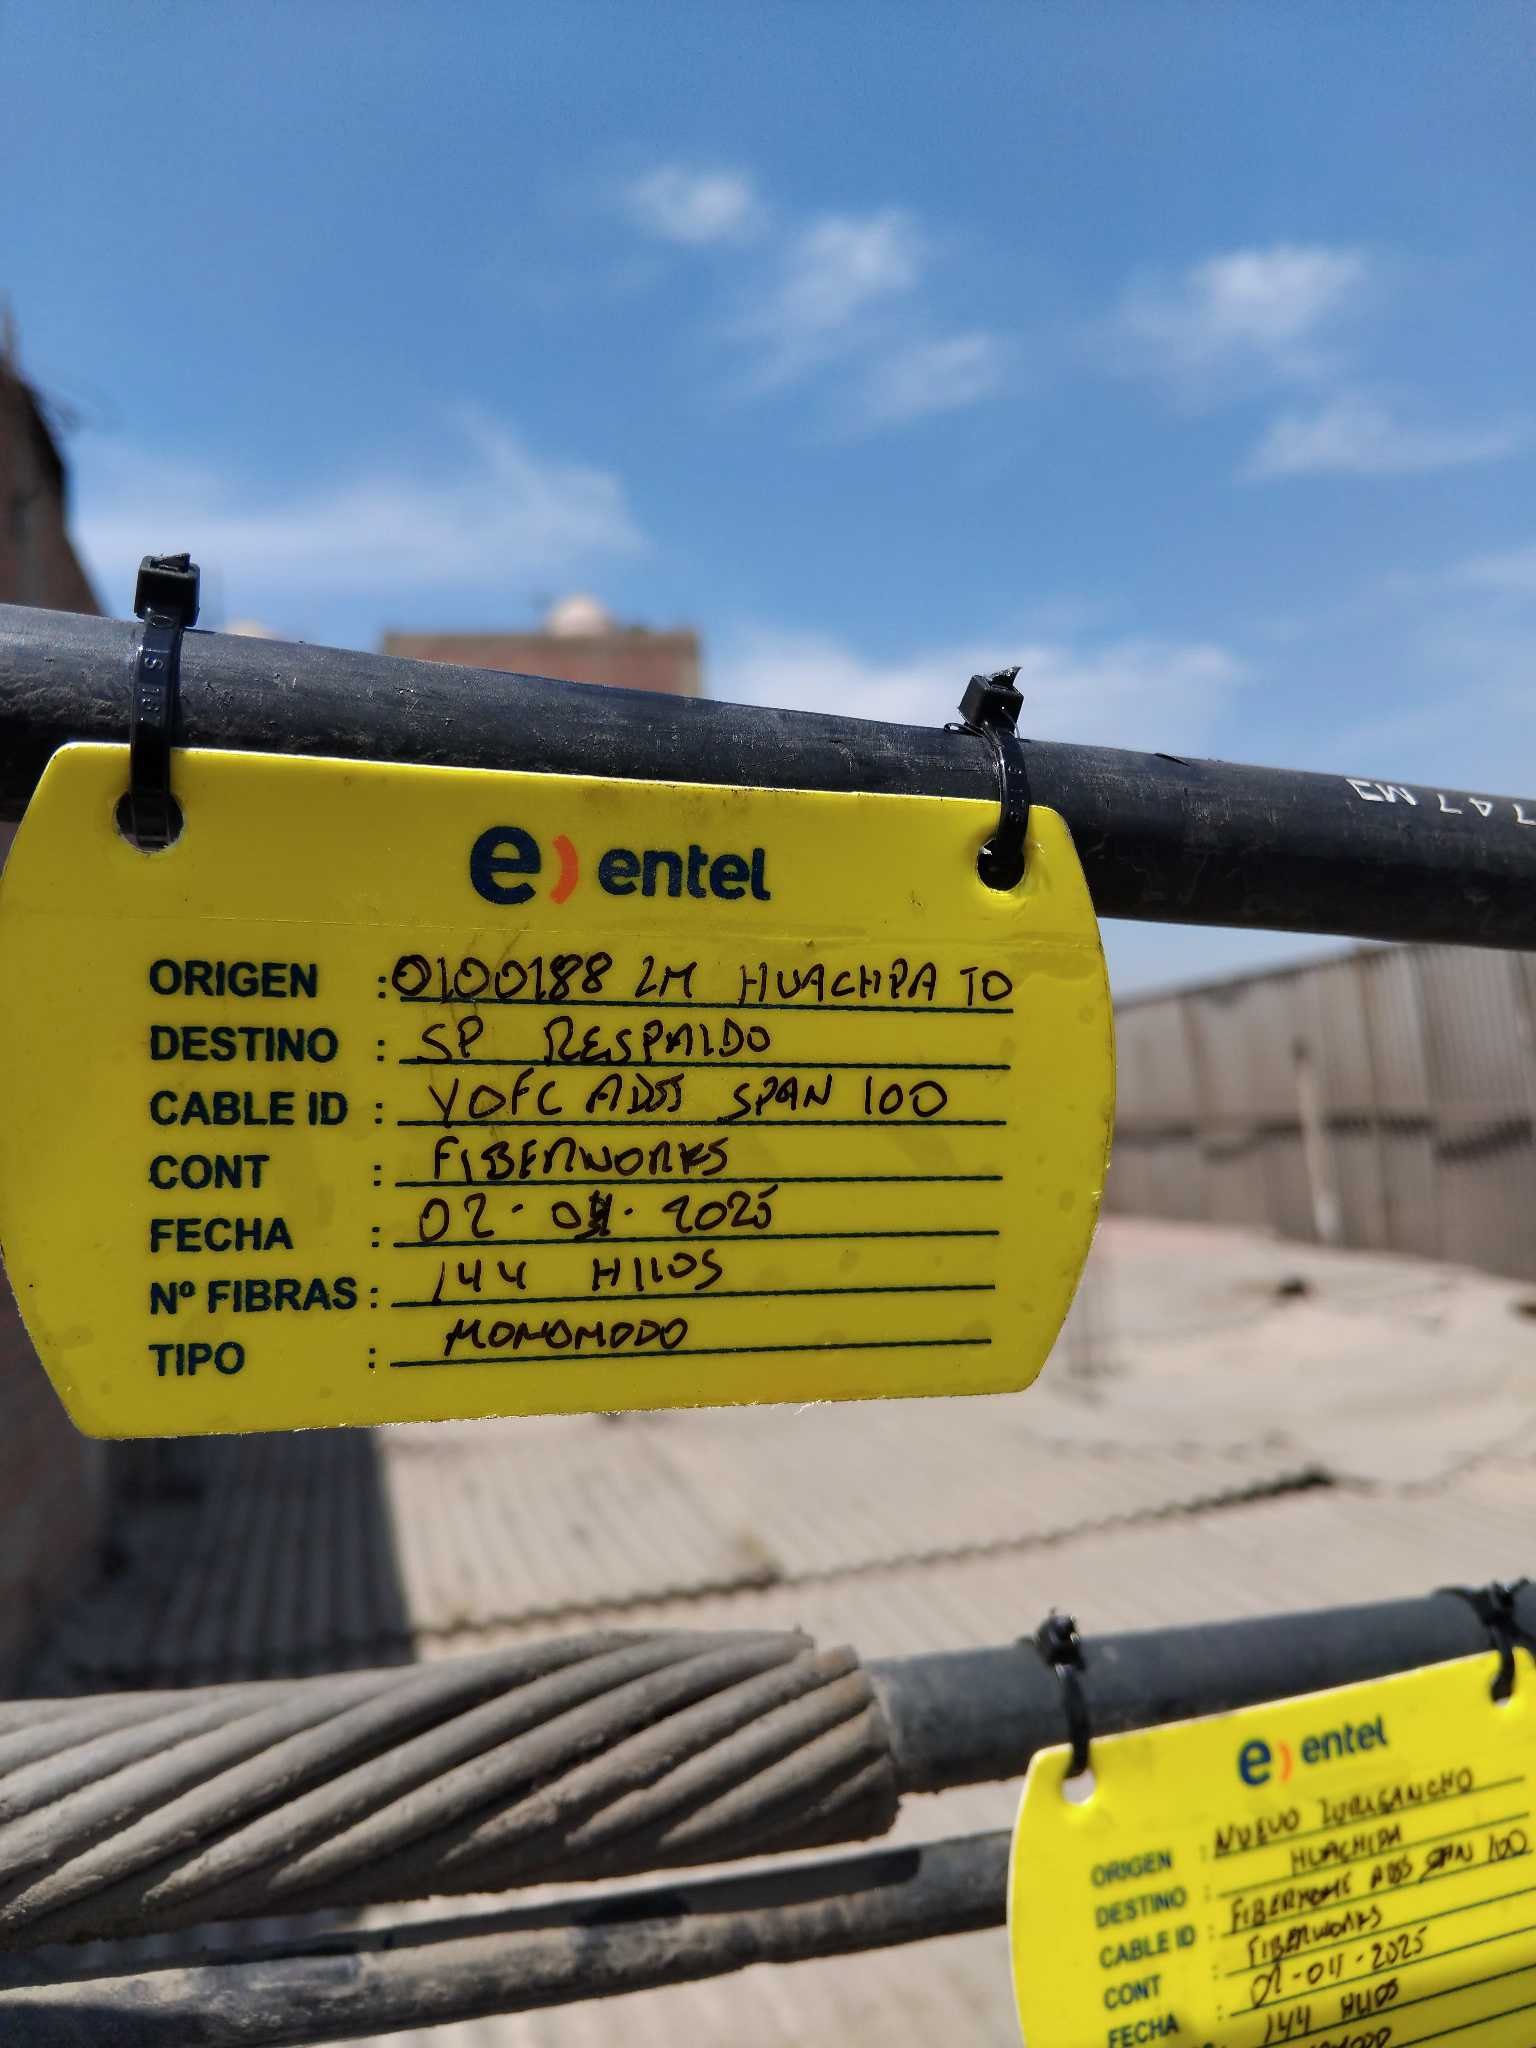 e) entel
ORIGEN : 0100188 LM HUACHIPA TO
DESTINO : SP RESPALDO
CABLE ID : YOFC ADSS SPAN 100
CONT : FIBERWORKS
FECHA : 02 - 04 - 2025
Nº FIBRAS : 144 HILOS
TIPO : MONOMODO
e) entel
ORIGEN : NUEVO LURIGANCHO
DESTINO : HUACHIPA
CABLE ID : FIBERHOME ADSS SPAN 100
CONT : FIBERWORKS
FECHA : 02 - 04 - 2025
144 HILOS